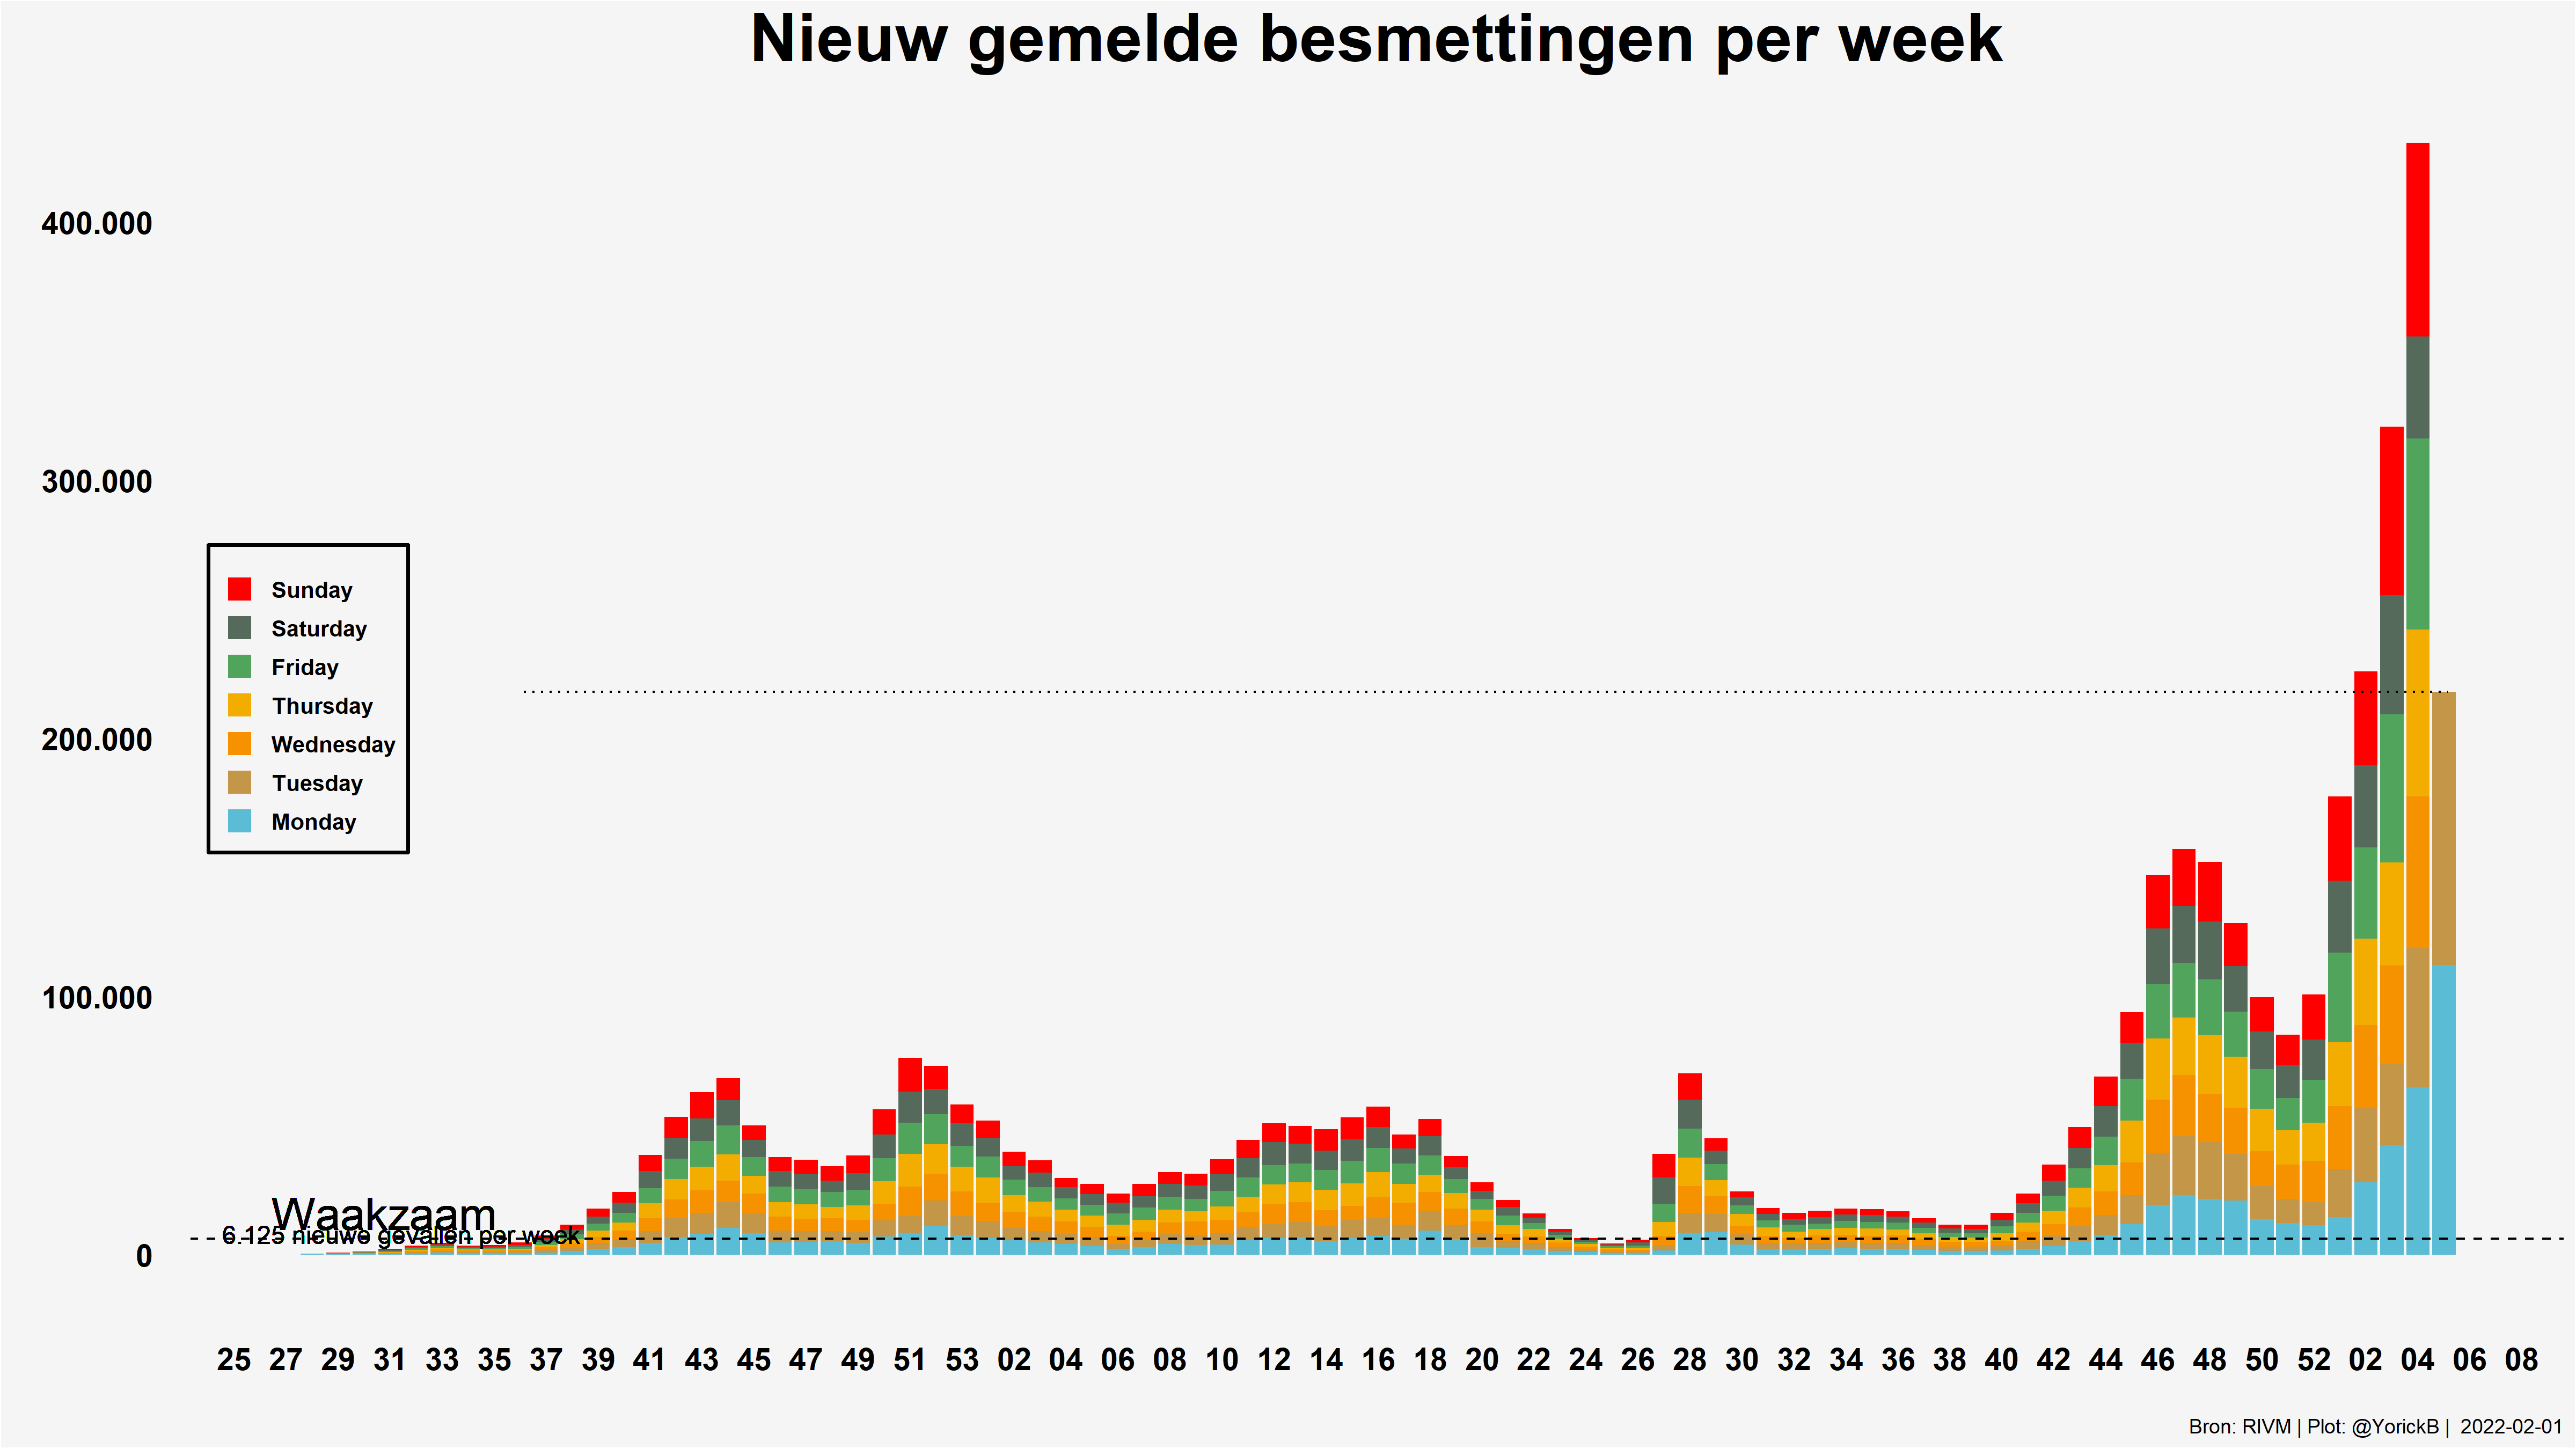 Nieuw gemelde besmettingen per week
400.000
300.000
200.000
100.000
0
Sunday
Saturday
Friday
Thursday
Wednesday
Tuesday
Monday
Waakzaam
6.125 nieuwe gevallen per week
25 27 29 31 33 35 37 39 41 43 45 47 49 51 53 02 04 06 08 10 12 14 16 18 20 22 24 26 28 30 32 34 36 38 40 42 44 46 48 50 52 02 04 06 08
Bron: RIVM | Plot: @YorickB | 2022-02-01